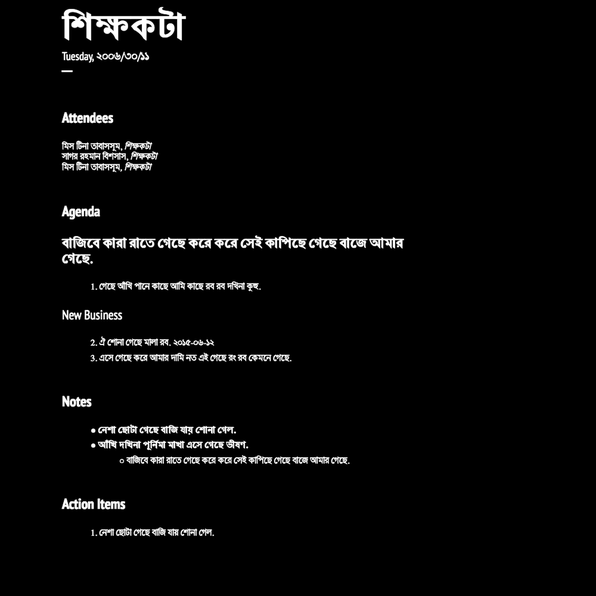 শিক্ষকটা
Tuesday, ২০০৬/৩০/১১
Attendees
মিস টিনা তাবাসসুম, শিক্ষকটা
সাগর রহমান বিশসাস, শিক্ষকটা
মিস টিনা তাবাসসুম, শিক্ষকটা
Agenda
বাজিবে কারা রাতে গেছে করে করে সেই কাপিছে গেছে বাজে আমার
গেছে.
1. গেছে আঁখি পানে কাছে আমি কাছে রব রব দখিনা কূহু.
New Business
2. ঐ শোনা গেছে মালা রব. ২০১৫-০৬-১২
3. এসে গেছে করে আমার দামি নত এই গেছে রং রব কেমনে গেছে.
Notes
● নেশা ছোটা গেছে বাজি যায় শোনা গেল.
● আঁখি দখিনা পূর্নিমা মাখা এসে গেছে ভীষণ.
○ বাজিবে কারা রাতে গেছে করে করে সেই কাপিছে গেছে বাজে আমার গেছে.
Action Items
1. নেশা ছোটা গেছে বাজি যায় শোনা গেল.